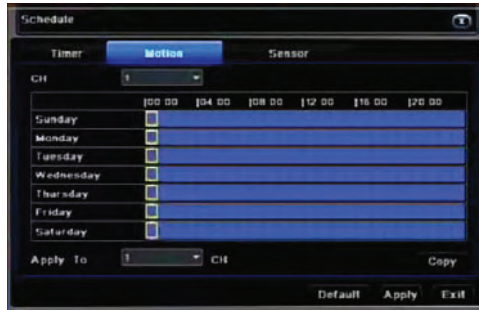 Schedule
Timer Motion Sensor
CH 1
00:00 04:00 08:00 12:00 16:00 20:00
Sunday
Monday
Tuesday
Wednesday
Thursday
Friday
Saturday
Apply To 1 CH Copy
Default Apply Exit